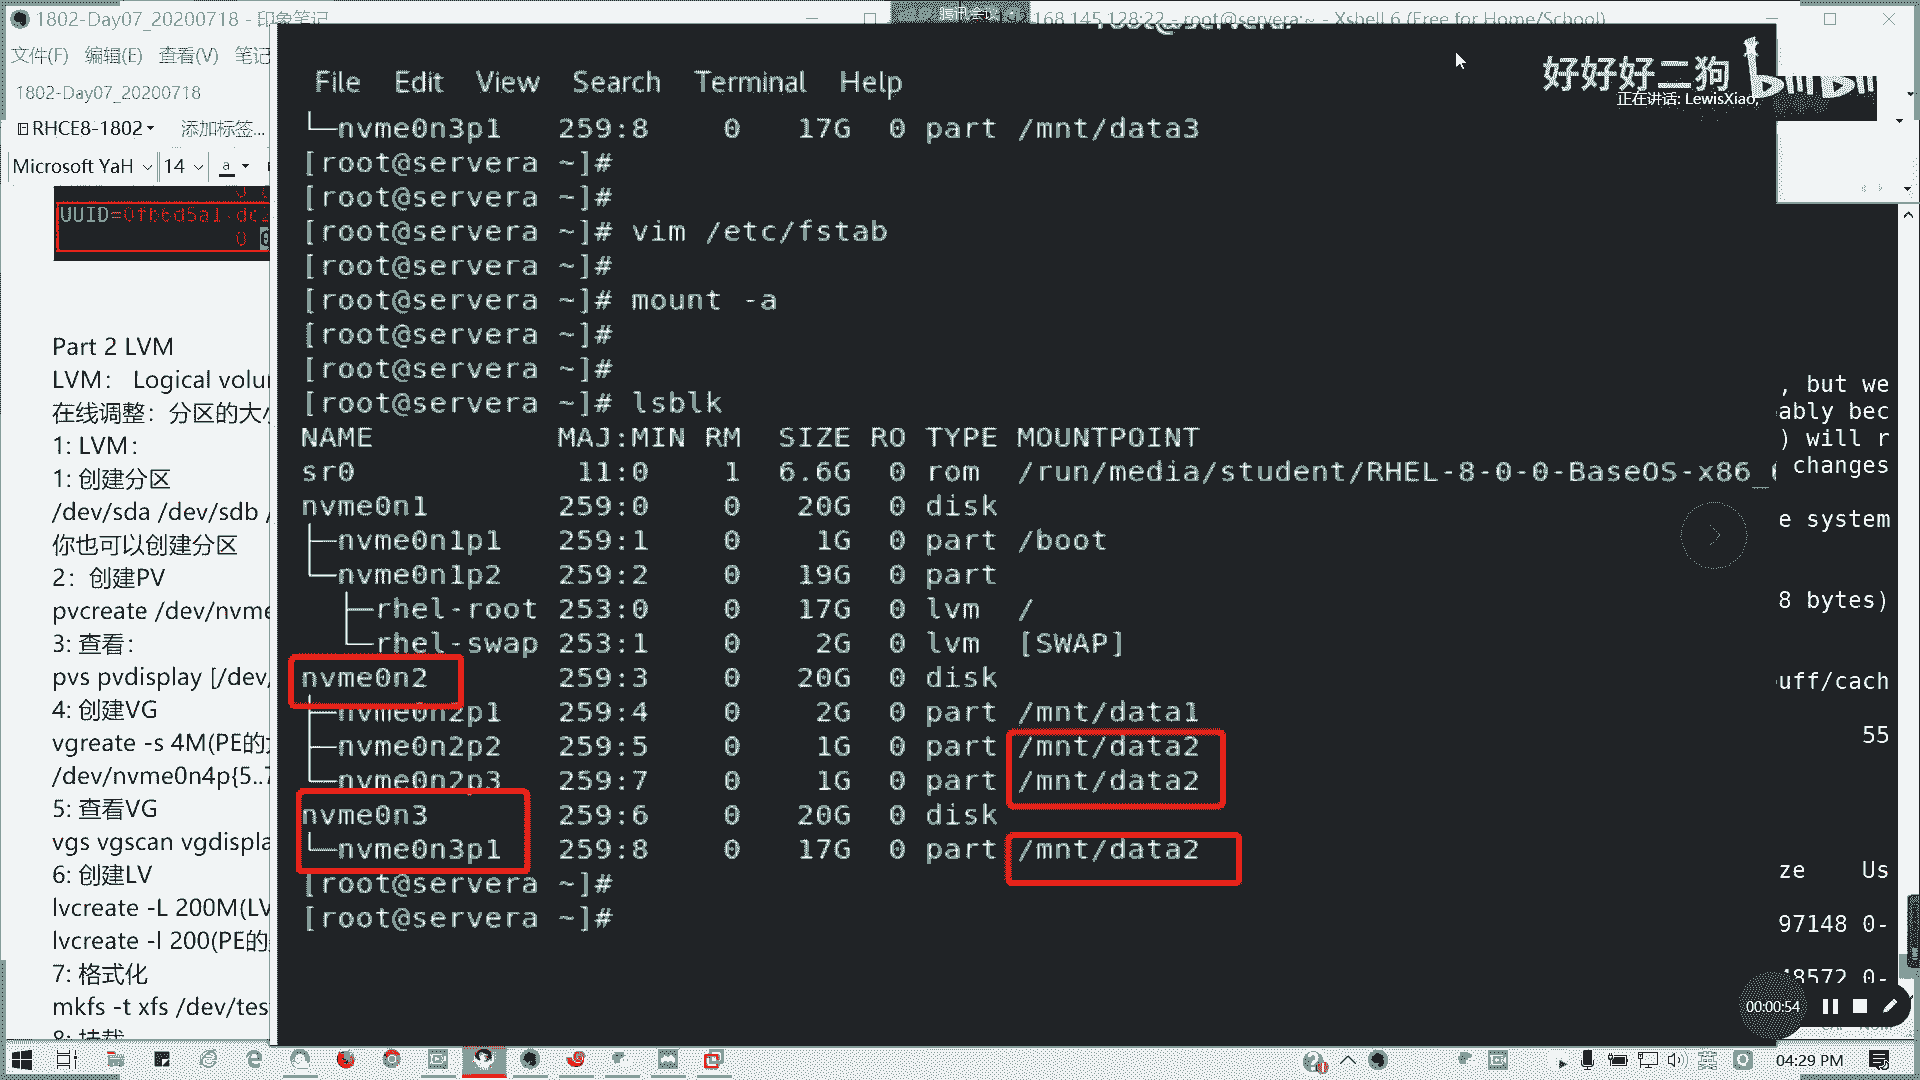 1802-Day07_20200718 - 印象笔记
腾讯会议
168.145.128:22 - root@servera:~ - Xshell 6 (Free for Home/School)
root@servera:
文件(F) 编辑(E) 查看(V) 笔记
1802-Day07_20200718
RHCE8-1802
添加标签...
Microsoft YaH 14 a
好好好二狗 bilibili
正在讲话: LewisXiao,
UUID=0fb6d5a1-dc
0 0
Part 2 LVM
LVM： Logical volu
在线调整：分区的大小
1: LVM：
1: 创建分区
/dev/sda /dev/sdb /
你也可以创建分区
2：创建PV
pvcreate /dev/nvme
3: 查看：
pvs pvdisplay [/dev/
4: 创建VG
vgreate -s 4M(PE的
/dev/nvme0n4p{5..7
5: 查看VG
vgs vgscan vgdispla
6: 创建LV
lvcreate -L 200M(LV
lvcreate -l 200(PE的
7: 格式化
mkfs -t xfs /dev/tes
8: 挂载
File Edit View Search Terminal Help
└─nvme0n3p1 259:8 0 17G 0 part /mnt/data3
[root@servera ~]#
[root@servera ~]#
[root@servera ~]# vim /etc/fstab
[root@servera ~]#
[root@servera ~]# mount -a
[root@servera ~]#
[root@servera ~]#
[root@servera ~]# lsblk
NAME MAJ:MIN RM SIZE RO TYPE MOUNTPOINT
sr0 11:0 1 6.6G 0 rom /run/media/student/RHEL-8-0-0-BaseOS-x86_
nvme0n1 259:0 0 20G 0 disk
├─nvme0n1p1 259:1 0 1G 0 part /boot
└─nvme0n1p2 259:2 0 19G 0 part
├─rhel-root 253:0 0 17G 0 lvm /
└─rhel-swap 253:1 0 2G 0 lvm [SWAP]
nvme0n2 259:3 0 20G 0 disk
├─nvme0n2p1 259:4 0 2G 0 part /mnt/data1
├─nvme0n2p2 259:5 0 1G 0 part /mnt/data2
└─nvme0n2p3 259:7 0 1G 0 part /mnt/data2
nvme0n3 259:6 0 20G 0 disk
└─nvme0n3p1 259:8 0 17G 0 part /mnt/data2
[root@servera ~]#
[root@servera ~]#
, but we
ably bec
) will r
changes
e system
8 bytes)
uff/cach
55
ze Us
97148 0-
48572 0-
00:00:54
04:29 PM